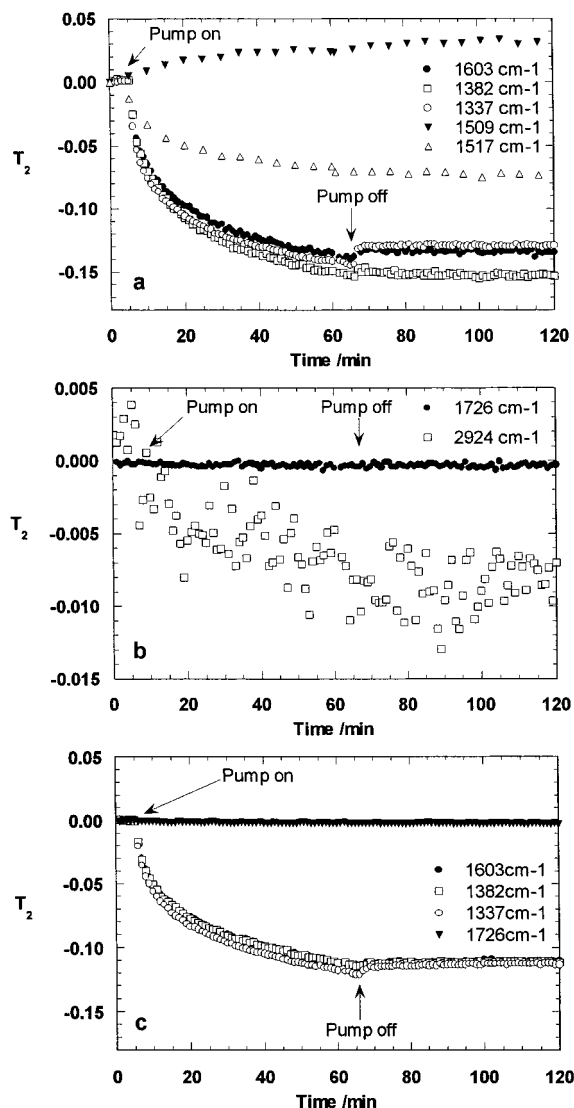 0.05
Pump on
0.00
1603 cm-1
1382 cm-1
1337 cm-1
1509 cm-1
1517 cm-1
-0.05
T2
-0.10
Pump off
-0.15
a
0 20 40 60 80 100 120
Time /min
0.005
Pump on
Pump off
1726 cm-1
2924 cm-1
0.000
T2
-0.005
-0.010
b
-0.015
0 20 40 60 80 100 120
Time /min
0.05
Pump on
0.00
1603cm-1
1382cm-1
1337cm-1
1726cm-1
-0.05
T2
-0.10
-0.15
c
Pump off
0 20 40 60 80 100 120
Time /min